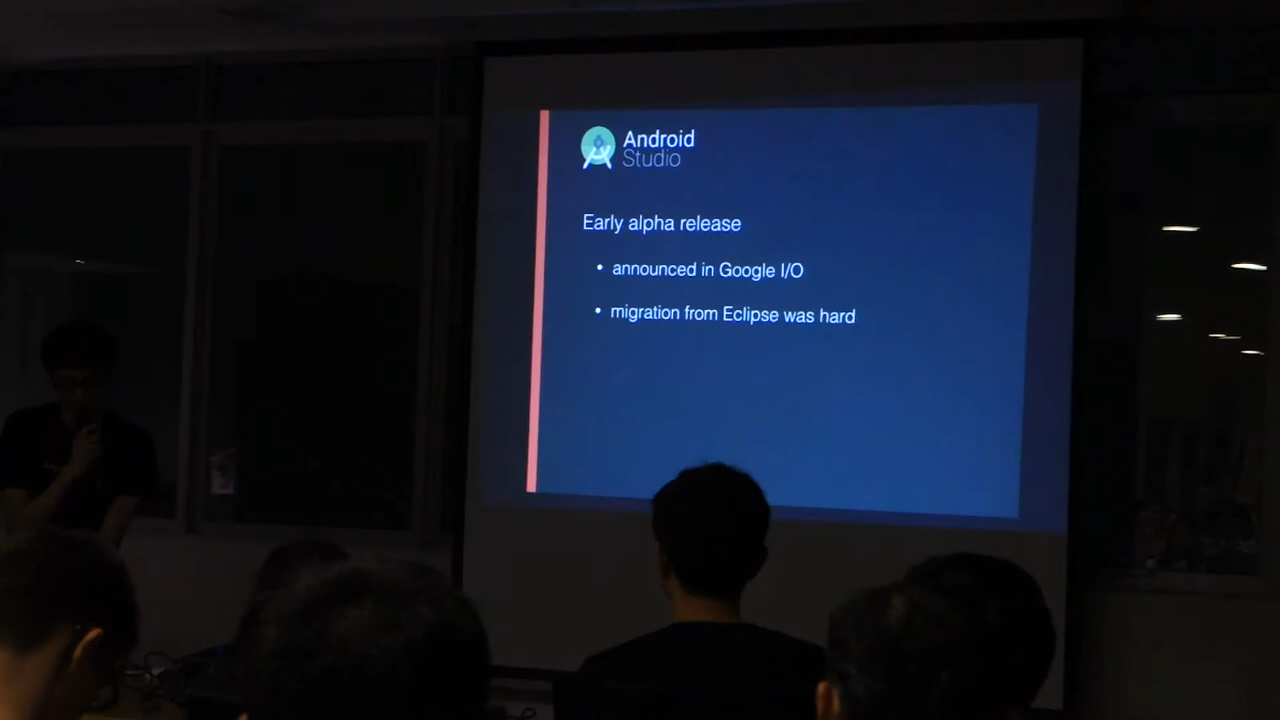 Android
Studio
Early alpha release
• announced in Google I/O
• migration from Eclipse was hard